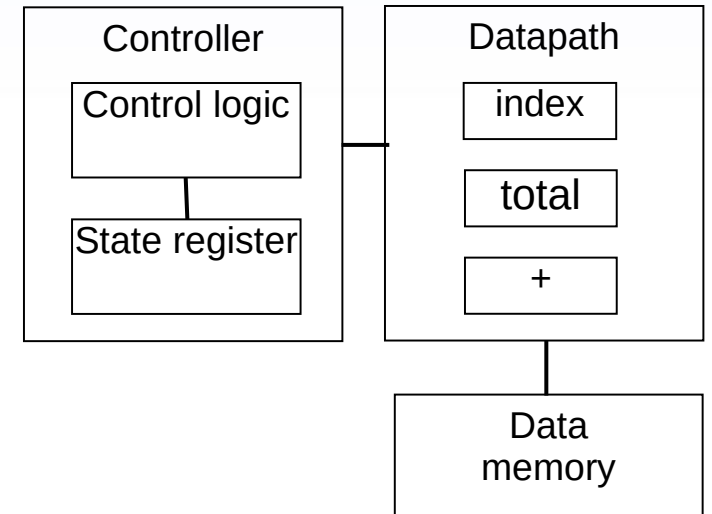 Controller
Control logic
State register
Datapath
index
total
+
Data
memory